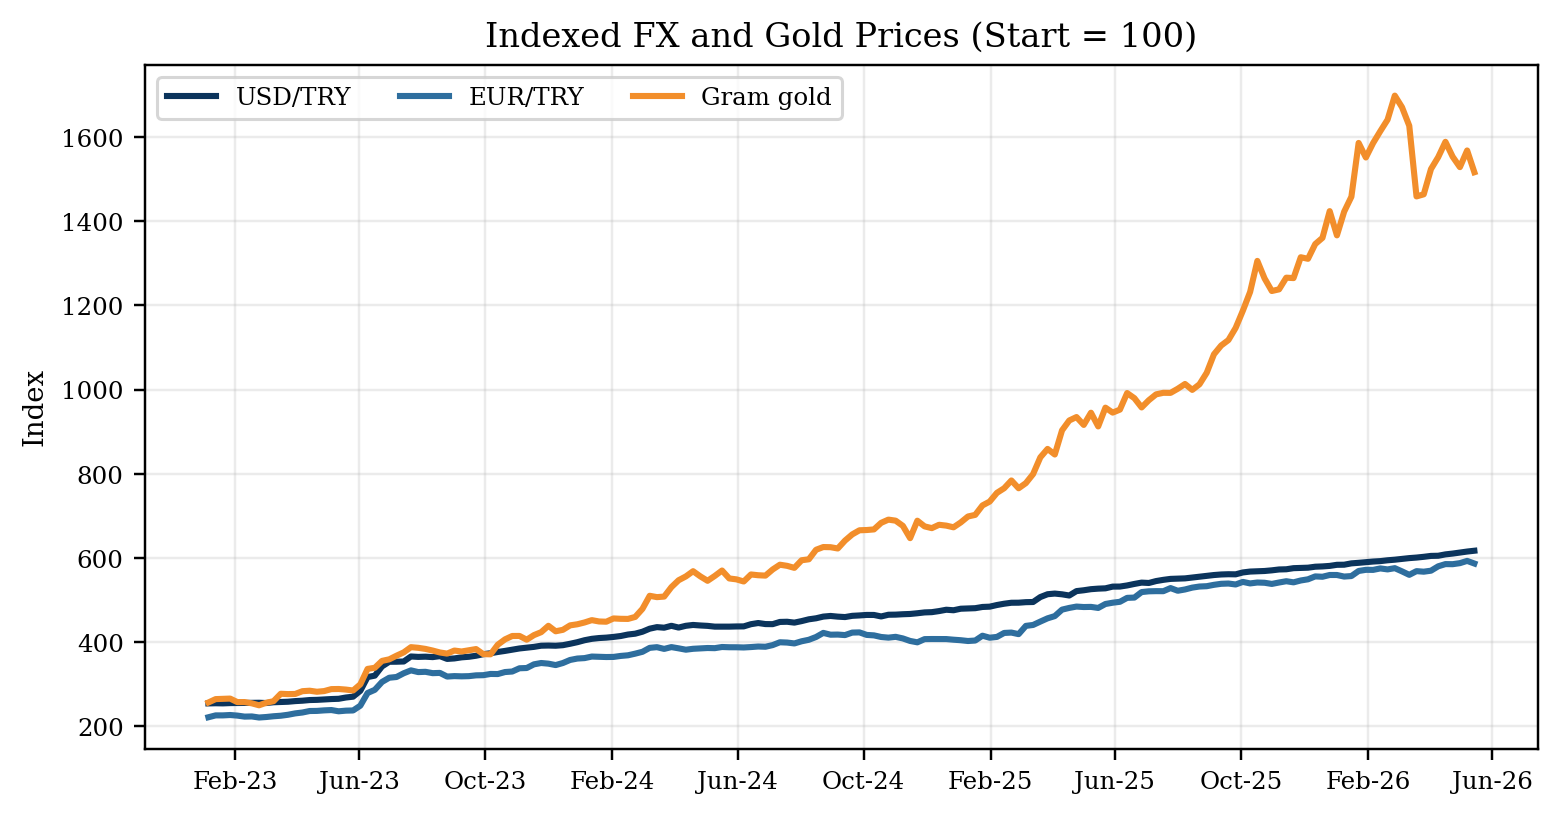 Indexed FX and Gold Prices (Start = 100)
USD/TRY EUR/TRY Gram gold
Index
1600
1400
1200
1000
800
600
400
200
Feb-23 Jun-23 Oct-23 Feb-24 Jun-24 Oct-24 Feb-25 Jun-25 Oct-25 Feb-26 Jun-26